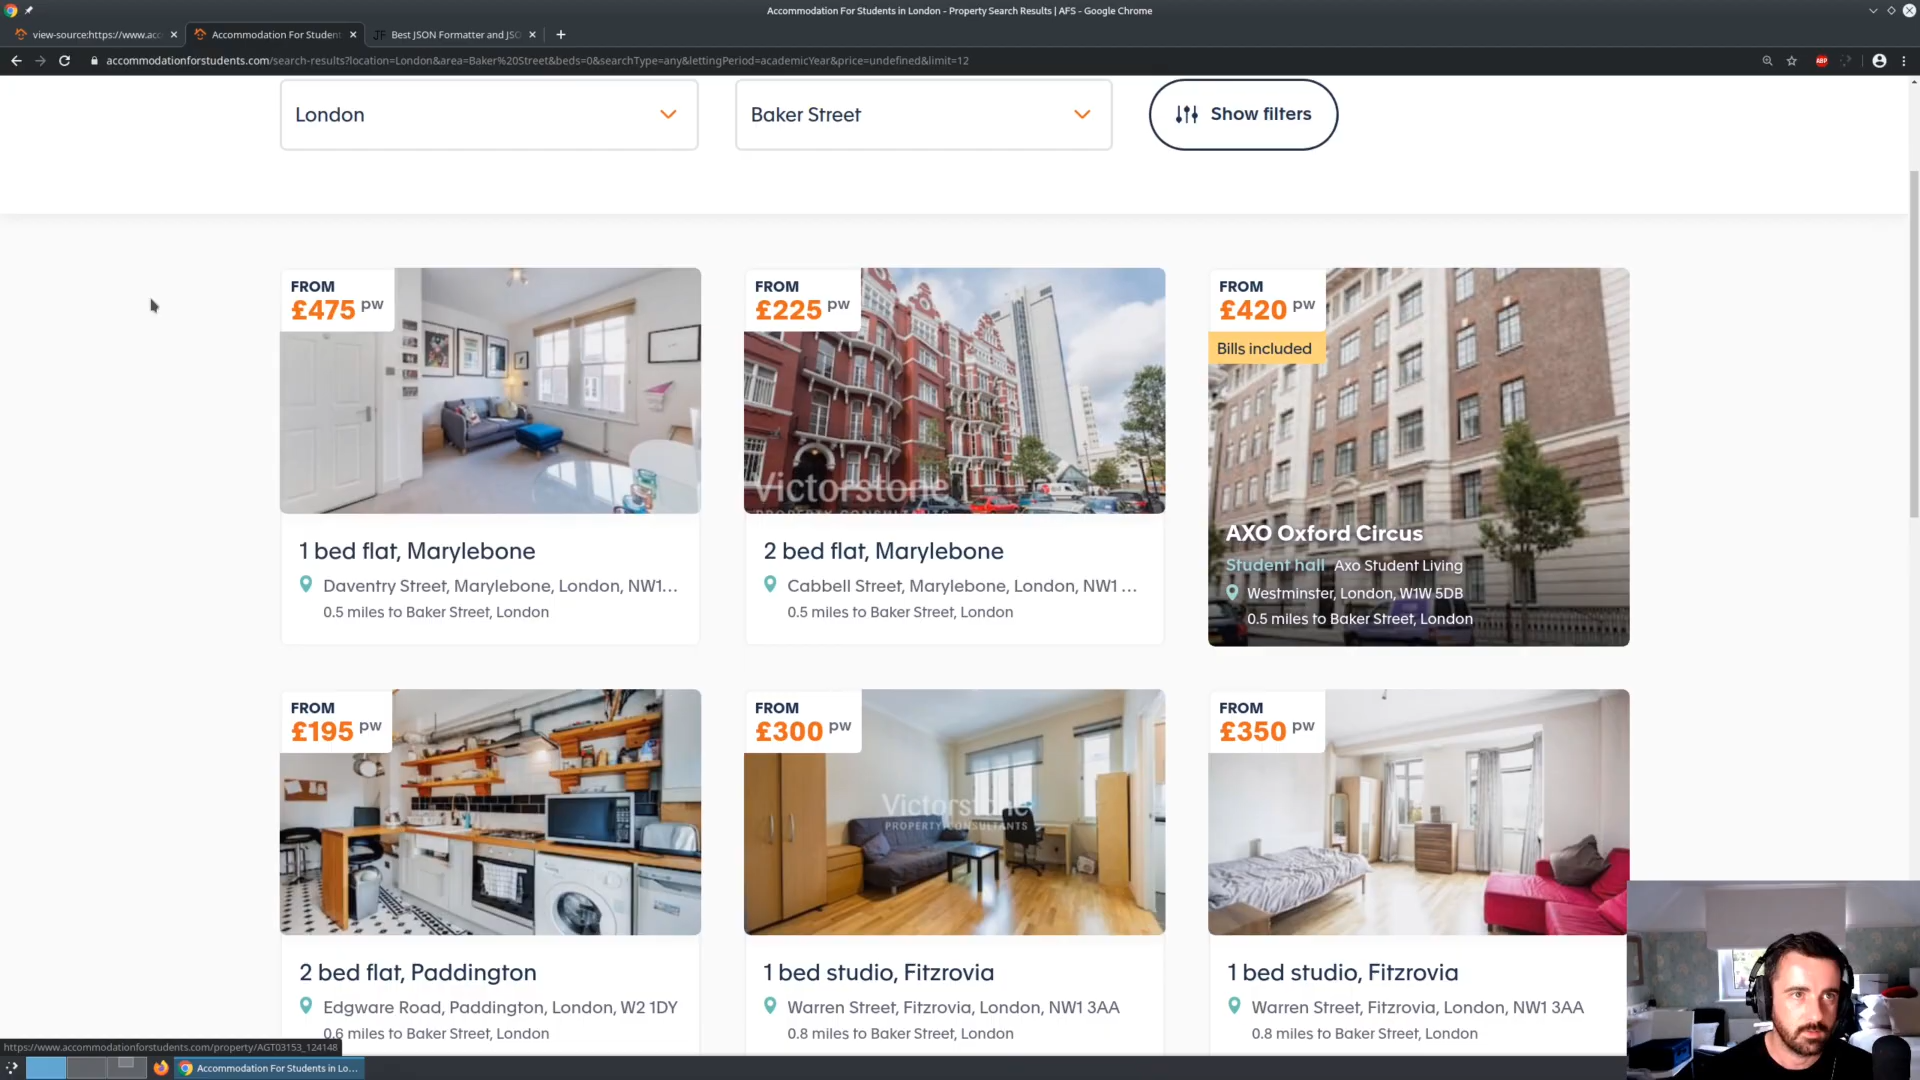 Accommodation For Students in London - Property Search Results | AFS - Google Chrome
view-source:https://www.acc
Accommodation For Student
JF Best JSON Formatter and JSO
accommodationforstudents.com/search-results?location=London&area=Baker%20Street&beds=0&searchType=any&lettingPeriod=academicYear&price=undefined&limit=12
ABP
London
Baker Street
Show filters
FROM
£475 pw
FROM
£225 pw
FROM
£420 pw
Bills included
Victorstone
PROPERTY CONSULTANTS
AXO Oxford Circus
Student hall Axo Student Living
Westminster, London, W1W 5DB
0.5 miles to Baker Street, London
1 bed flat, Marylebone
Daventry Street, Marylebone, London, NW1...
0.5 miles to Baker Street, London
2 bed flat, Marylebone
Cabbell Street, Marylebone, London, NW1 ...
0.5 miles to Baker Street, London
FROM
£195 pw
FROM
£300 pw
FROM
£350 pw
Victorstone
PROPERTY CONSULTANTS
2 bed flat, Paddington
Edgware Road, Paddington, London, W2 1DY
0.6 miles to Baker Street, London
1 bed studio, Fitzrovia
Warren Street, Fitzrovia, London, NW1 3AA
0.8 miles to Baker Street, London
1 bed studio, Fitzrovia
Warren Street, Fitzrovia, London, NW1 3AA
0.8 miles to Baker Street, London
https://www.accommodationforstudents.com/property/AGT03153_124148
Accommodation For Students in Lo...